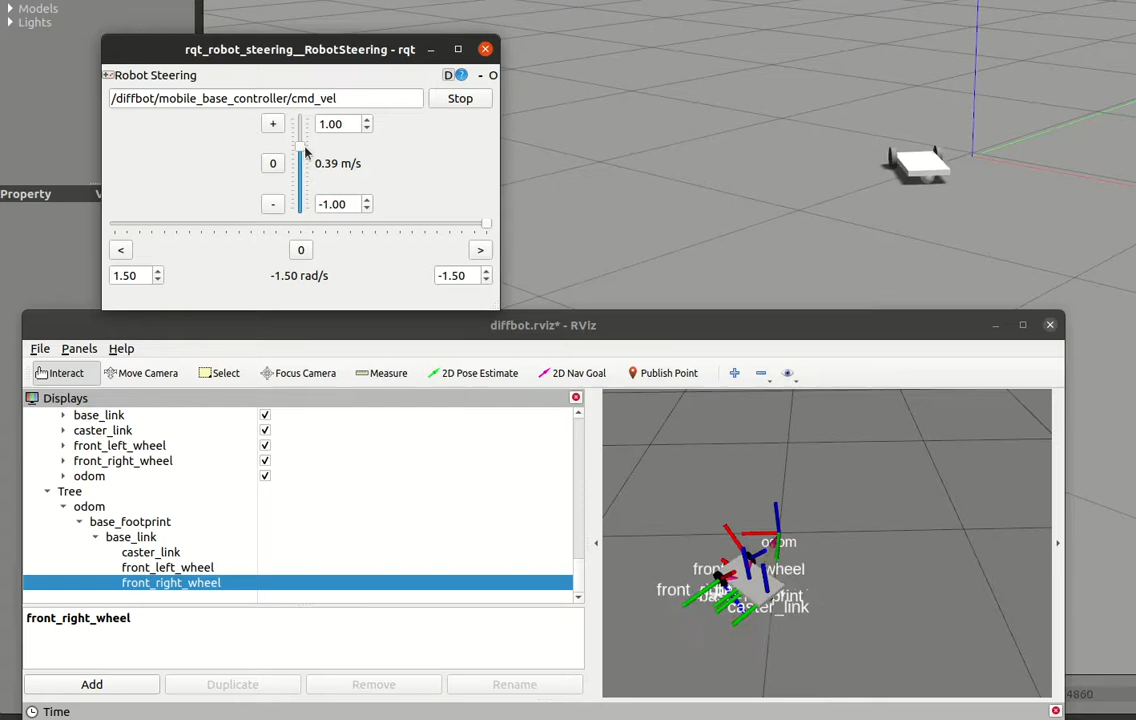 Models
Lights
Property
rqt_robot_steering__RobotSteering - rqt
Robot Steering
D ? - O
/diffbot/mobile_base_controller/cmd_vel
Stop
+
1.00
0
0.39 m/s
-
-1.00
<
0
>
1.50
-1.50 rad/s
-1.50
diffbot.rviz* - RViz
File Panels Help
Interact Move Camera Select Focus Camera Measure 2D Pose Estimate 2D Nav Goal Publish Point
Displays
base_link
caster_link
front_left_wheel
front_right_wheel
odom
Tree
odom
base_footprint
base_link
caster_link
front_left_wheel
front_right_wheel
front_right_wheel
Add Duplicate Remove Rename
Time
odom
wheel
caster_link
4860